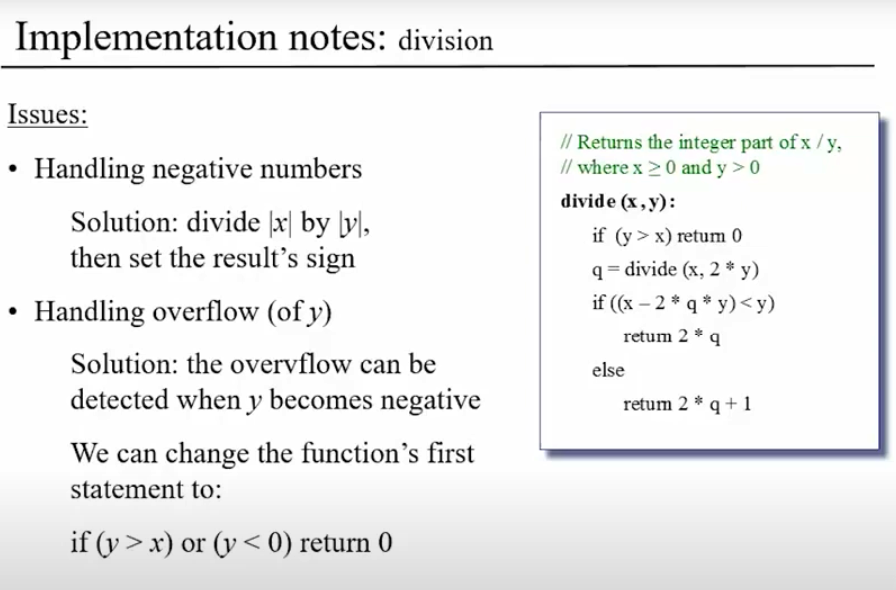 Implementation notes: division
Issues:
• Handling negative numbers
Solution: divide |x| by |y|,
then set the result's sign
• Handling overflow (of y)
Solution: the overvflow can be
detected when y becomes negative
We can change the function's first
statement to:
if (y > x) or (y < 0) return 0
// Returns the integer part of x / y,
// where x ≥ 0 and y > 0
divide (x,y):
if (y > x) return 0
q = divide (x, 2 * y)
if ((x – 2 * q * y) < y)
return 2 * q
else
return 2 * q + 1